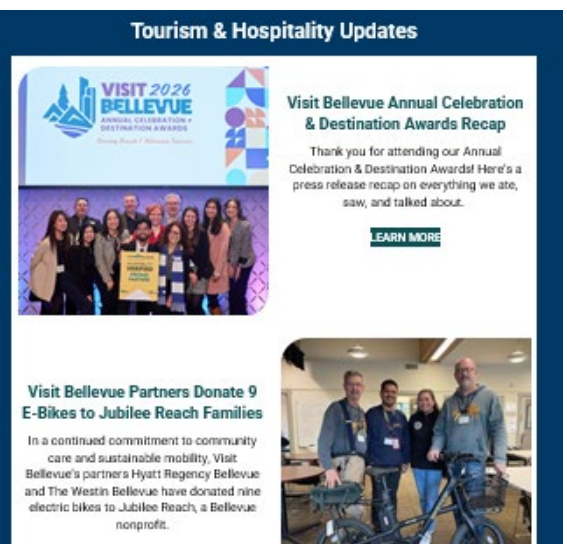 Tourism & Hospitality Updates
VISIT 2026
BELLEVUE
ANNUAL CELEBRATION +
DESTINATION AWARDS
Visit Bellevue Annual Celebration
& Destination Awards Recap
Thank you for attending our Annual
Celebration & Destination Awards! Here's a
press release recap on everything we ate,
saw, and talked about.
LEARN MORE
VERIFIED
Visit Bellevue Partners Donate 9
E-Bikes to Jubilee Reach Families
In a continued commitment to community
care and sustainable mobility, Visit
Bellevue's partners Hyatt Regency Bellevue
and The Westin Bellevue have donated nine
electric bikes to Jubilee Reach, a Bellevue
nonprofit.